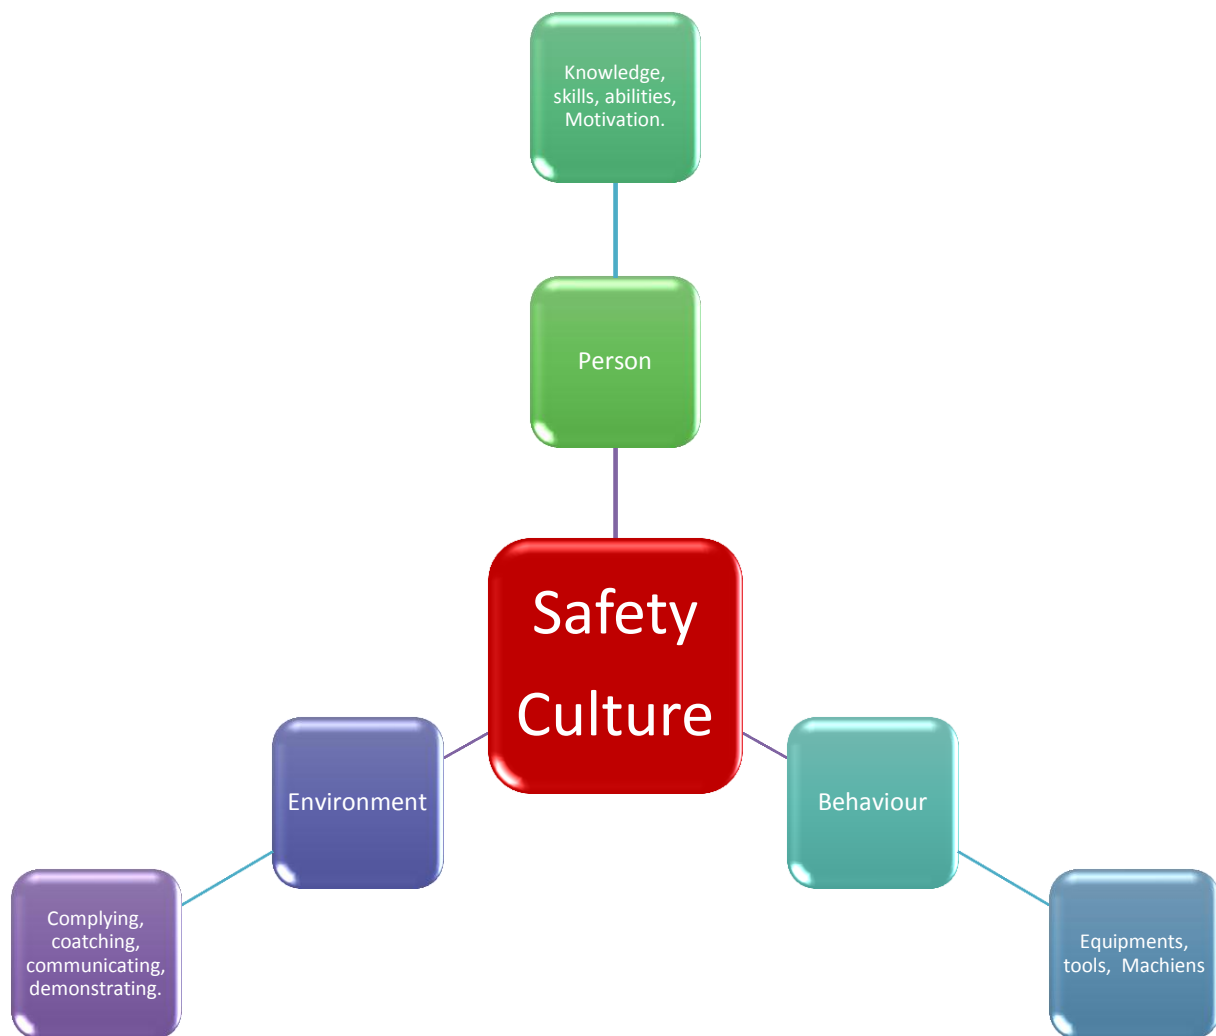 Knowledge,
skills, abilities,
Motivation.
Person
Safety
Culture
Environment
Behaviour
Complying,
coatching,
communicating,
demonstrating.
Equipments,
tools, Machiens